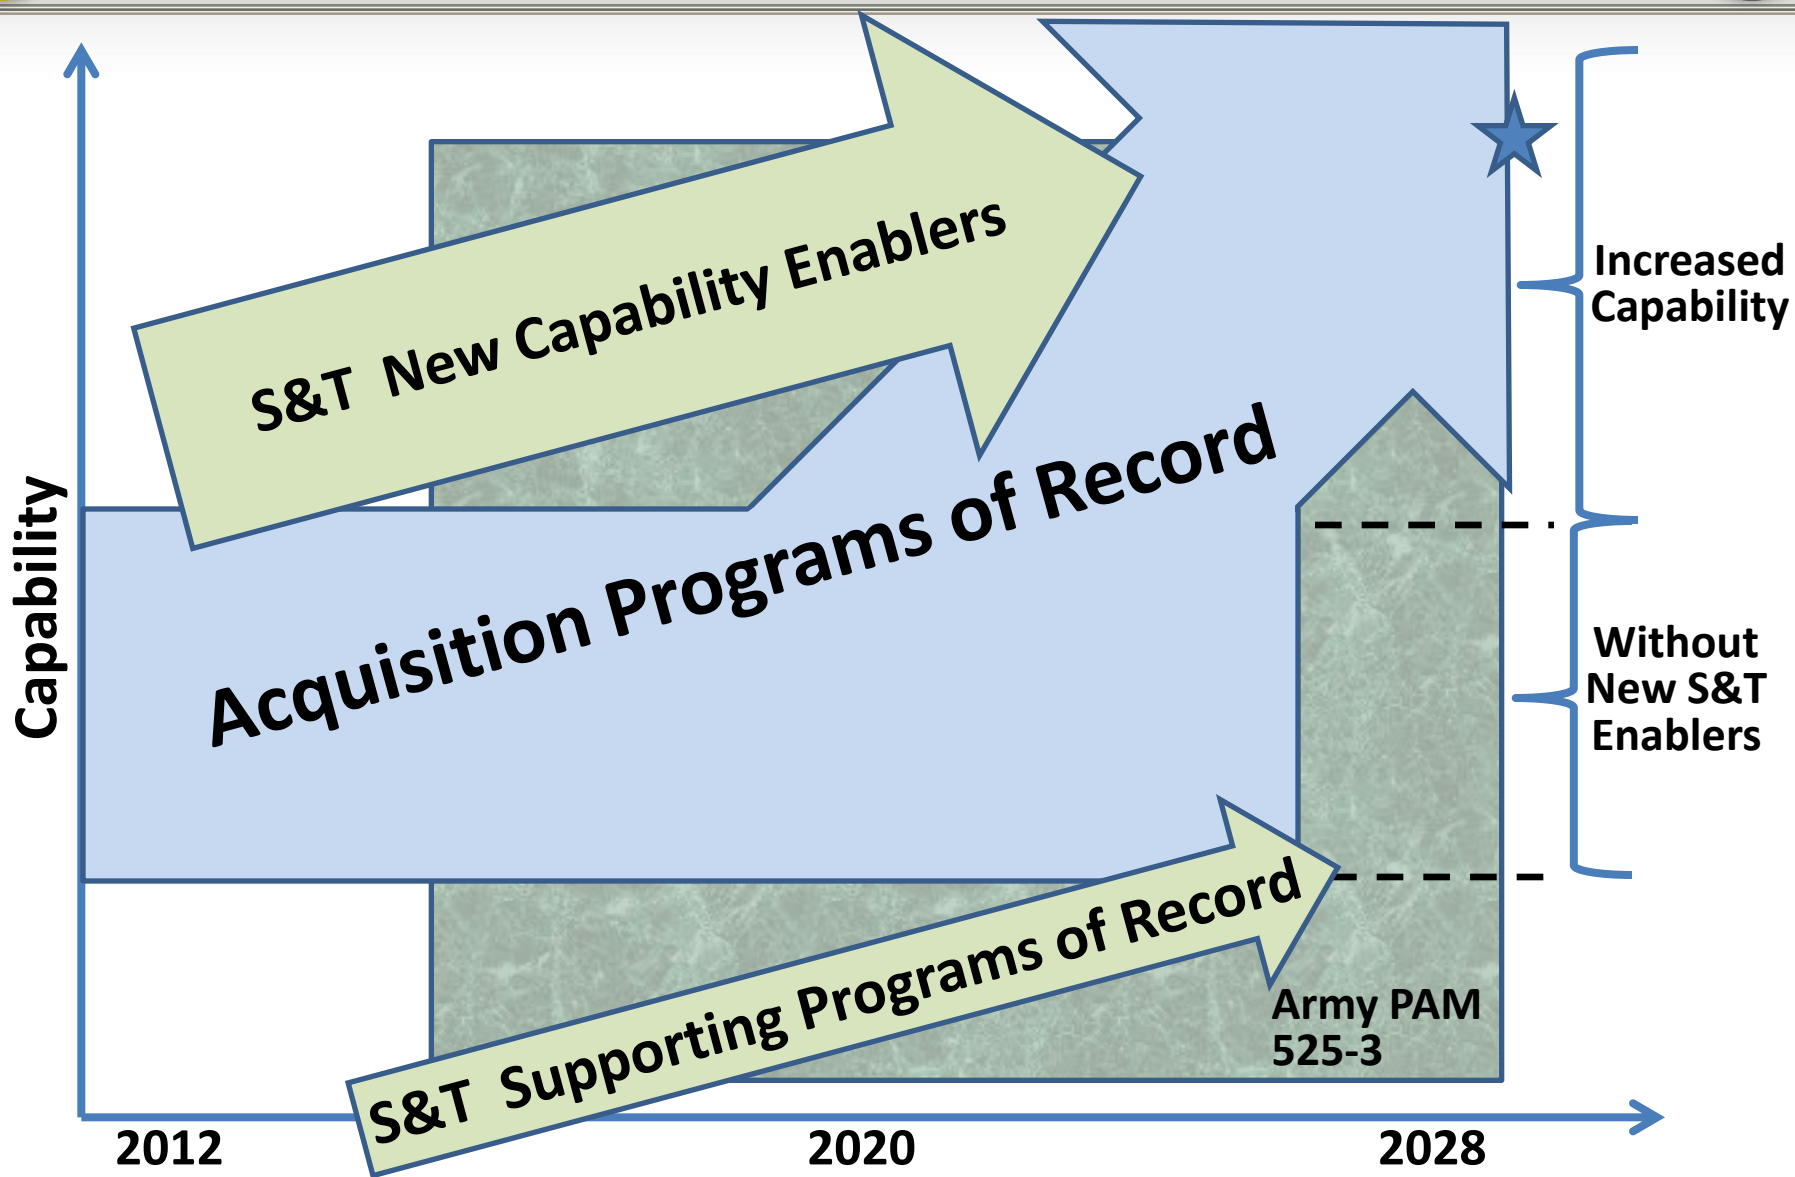 Capability
S&T New Capability Enablers
Acquisition Programs of Record
S&T Supporting Programs of Record
Increased
Capability
Without
New S&T
Enablers
Army PAM
525-3
2012
2020
2028